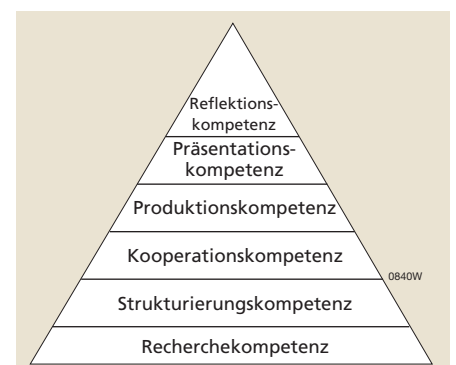 Reflektions-
kompetenz
Präsentations-
kompetenz
Produktionskompetenz
Kooperationskompetenz
0840W
Strukturierungskompetenz
Recherchekompetenz